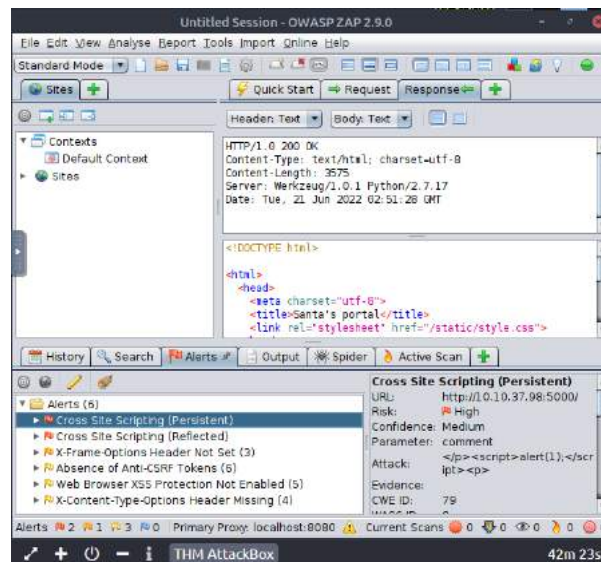 Untitled Session - OWASP ZAP 2.9.0
File Edit View Analyse Report Tools Import Online Help
Standard Mode
Sites
Quick Start Request Response
Header: Text Body: Text
Contexts
Default Context
Sites
HTTP/1.0 200 OK
Content-Type: text/html; charset=utf-8
Content-Length: 3575
Server: Werkzeug/1.0.1 Python/2.7.17
Date: Tue, 21 Jun 2022 02:51:28 GMT
<!DOCTYPE html>
<html>
<head>
<meta charset="utf-8">
<title>Santa's portal</title>
<link rel="stylesheet" href="/static/style.css">
History Search Alerts Output Spider Active Scan
Alerts (6)
Cross Site Scripting (Persistent)
Cross Site Scripting (Reflected)
X-Frame-Options Header Not Set (3)
Absence of Anti-CSRF Tokens (6)
Web Browser XSS Protection Not Enabled (5)
X-Content-Type-Options Header Missing (4)
Cross Site Scripting (Persistent)
URL: http://10.10.37.98:5000/
Risk: High
Confidence: Medium
Parameter: comment
Attack: </p><script>alert(1);</scr
ipt><p>
Evidence:
CWE ID: 79
Alerts 2 1 3 0 Primary Proxy: localhost:8080 Current Scans 0 0 0 0
THM AttackBox 42m 23s